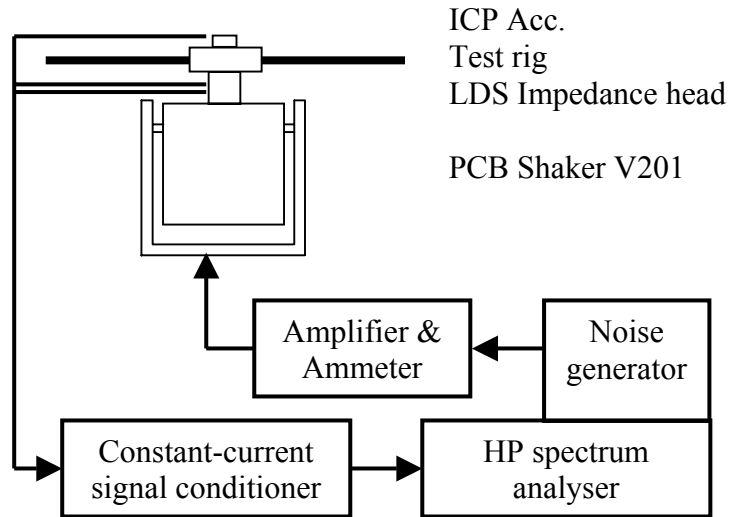 ICP Acc.
Test rig
LDS Impedance head
PCB Shaker V201
Amplifier &
Ammeter
Noise
generator
Constant-current
signal conditioner
HP spectrum
analyser